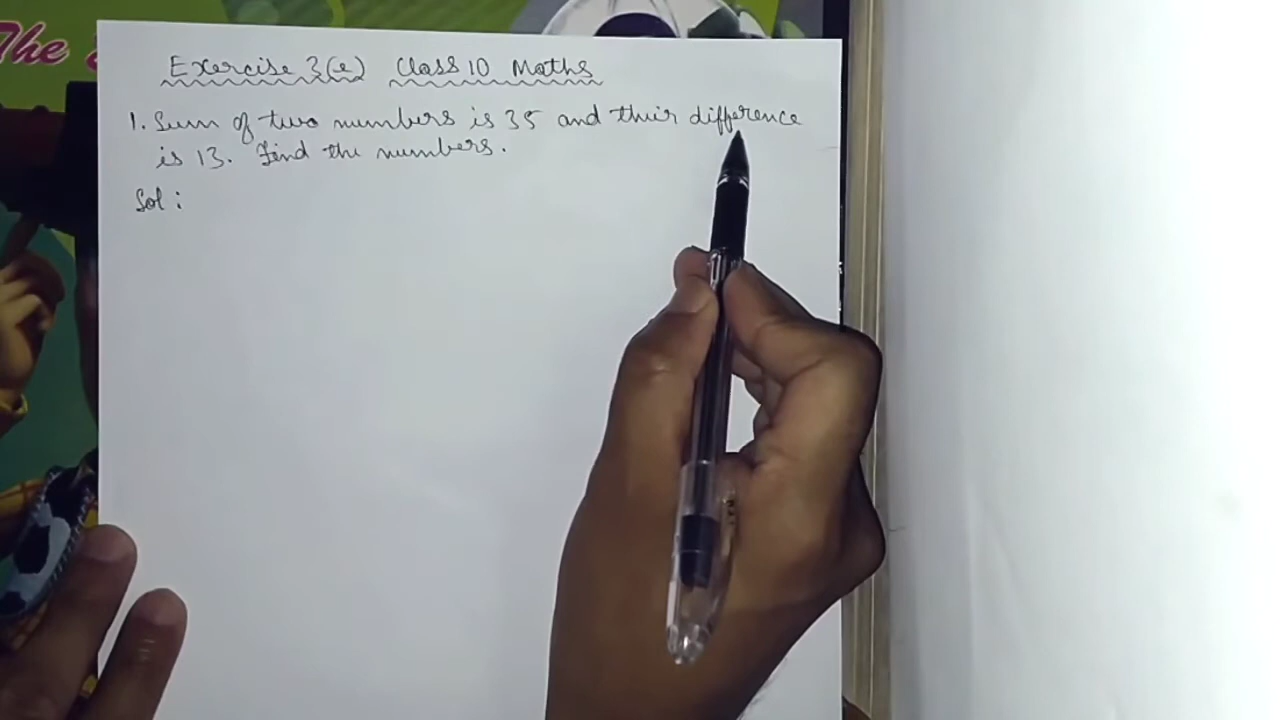 The
Exercise 3(e) Class 10 Maths
1. Sum of two numbers is 35 and their difference
is 13. Find the numbers.
Sol :